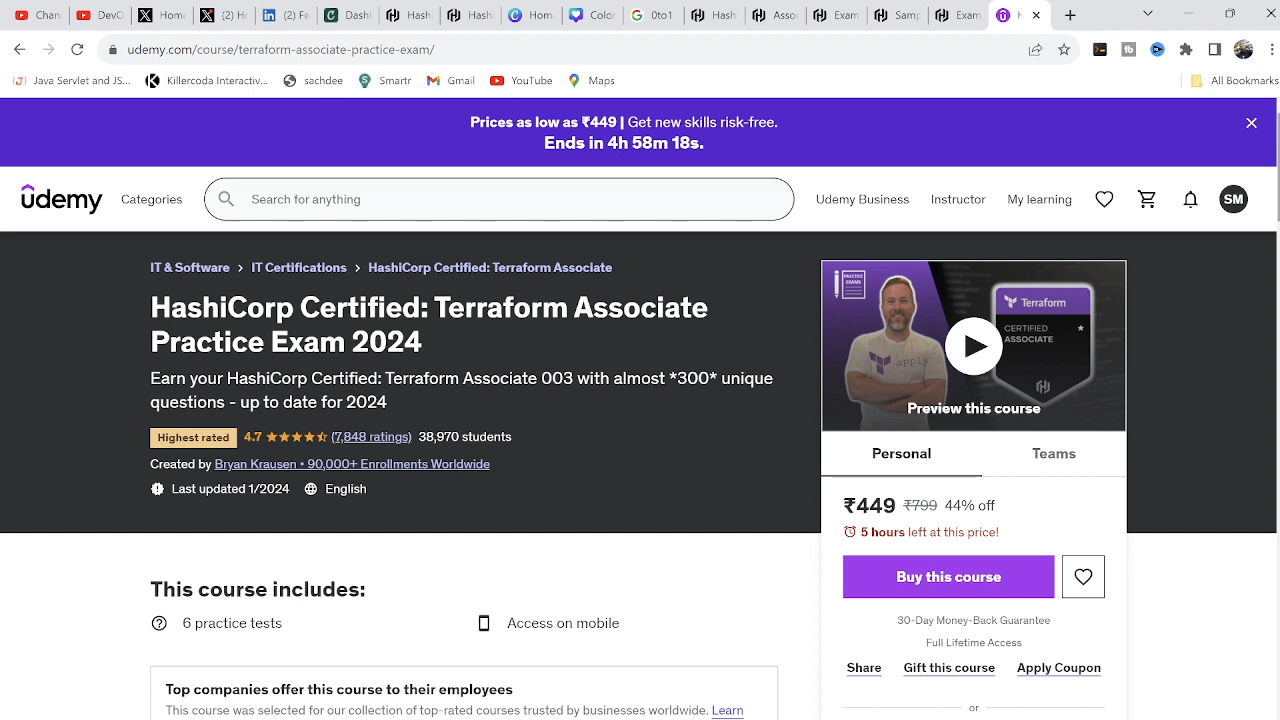 Chan
DevC
Home
(2) Ho
(2) Fe
Dashl
Hash
Hash
Hom
Color
0to1
Hash
Assoc
Exam
Samp
Exam
udemy.com/course/terraform-associate-practice-exam/
Java Servlet and JS...
Killercoda Interactiv...
sachdee
Smartr
Gmail
YouTube
Maps
All Bookmarks
Prices as low as ₹449 | Get new skills risk-free.
Ends in 4h 58m 18s.
udemy
Categories
Search for anything
Udemy Business
Instructor
My learning
SM
IT & Software > IT Certifications > HashiCorp Certified: Terraform Associate
HashiCorp Certified: Terraform Associate
Practice Exam 2024
Earn your HashiCorp Certified: Terraform Associate 003 with almost *300* unique
questions - up to date for 2024
Highest rated 4.7 (7,848 ratings) 38,970 students
Created by Bryan Krausen • 90,000+ Enrollments Worldwide
Last updated 1/2024 English
PRACTICE
EXAMS
apply
Terraform
CERTIFIED
ASSOCIATE
Preview this course
Personal
Teams
₹449 ₹799 44% off
5 hours left at this price!
Buy this course
30-Day Money-Back Guarantee
Full Lifetime Access
Share
Gift this course
Apply Coupon
or
This course includes:
6 practice tests
Access on mobile
Top companies offer this course to their employees
This course was selected for our collection of top-rated courses trusted by businesses worldwide. Learn